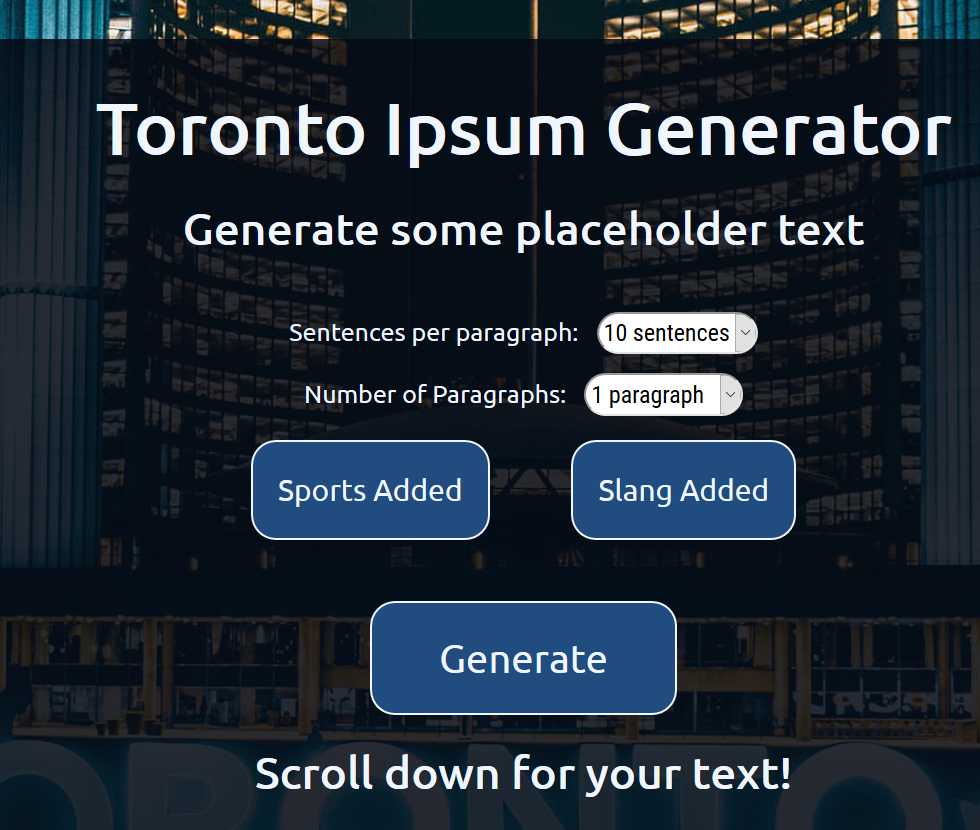 Toronto Ipsum Generator
Generate some placeholder text
Sentences per paragraph: 10 sentences
Number of Paragraphs: 1 paragraph
Sports Added Slang Added
Generate
Scroll down for your text!
TORONTO